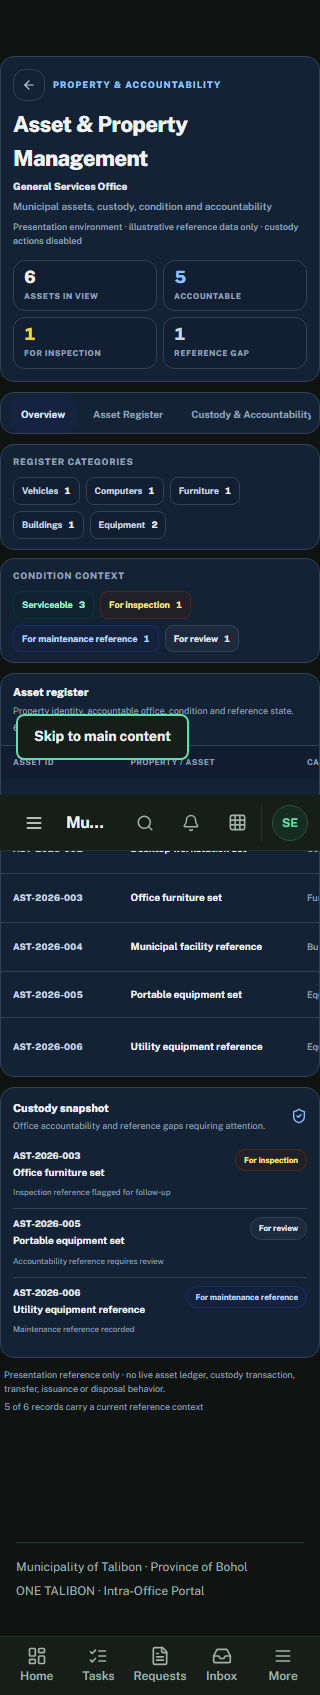 PROPERTY & ACCOUNTABILITY
Asset & Property
Management
General Services Office
Municipal assets, custody, condition and accountability
Presentation environment · illustrative reference data only · custody
actions disabled
6
ASSETS IN VIEW
5
ACCOUNTABLE
1
FOR INSPECTION
1
REFERENCE GAP
Overview
Asset Register
Custody & Accountability
REGISTER CATEGORIES
Vehicles 1
Computers 1
Furniture 1
Buildings 1
Equipment 2
CONDITION CONTEXT
Serviceable 3
For inspection 1
For maintenance reference 1
For review 1
Asset register
Property identity, accountable office, condition and reference state.
Skip to main content
ASSET ID
PROPERTY / ASSET
CA
Mu...
SE
AST-2026-003
Office furniture set
Fu
AST-2026-004
Municipal facility reference
Bu
AST-2026-005
Portable equipment set
Eq
AST-2026-006
Utility equipment reference
Eq
Custody snapshot
Office accountability and reference gaps requiring attention.
AST-2026-003
For inspection
Office furniture set
Inspection reference flagged for follow-up
AST-2026-005
For review
Portable equipment set
Accountability reference requires review
AST-2026-006
For maintenance reference
Utility equipment reference
Maintenance reference recorded
Presentation reference only · no live asset ledger, custody transaction,
transfer, issuance or disposal behavior.
5 of 6 records carry a current reference context
Municipality of Talibon · Province of Bohol
ONE TALIBON · Intra-Office Portal
Home
Tasks
Requests
Inbox
More